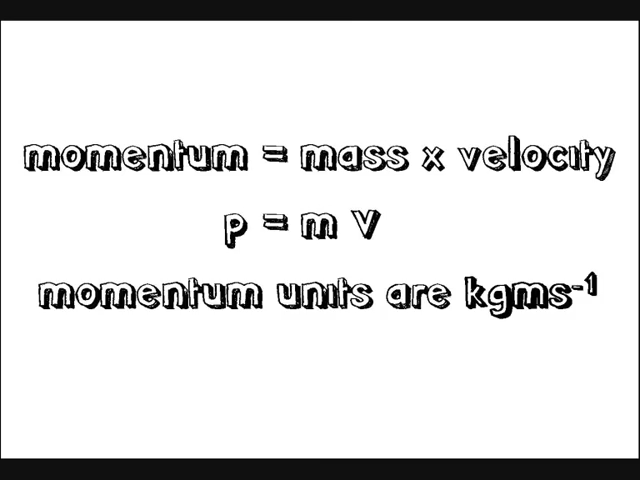 momentum = mass x velocity
p = m V
momentum units are kgms⁻¹